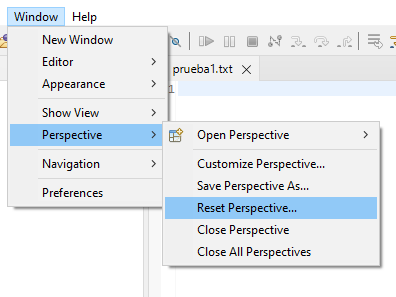 Window Help
New Window
Editor
Appearance
Show View
Perspective
Navigation
Preferences
prueba1.txt
1
Open Perspective
Customize Perspective...
Save Perspective As...
Reset Perspective...
Close Perspective
Close All Perspectives